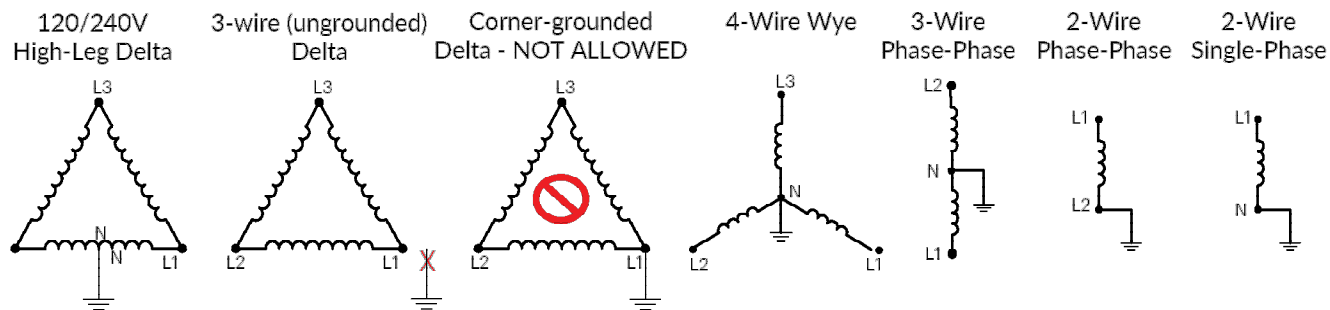 120/240V
High-Leg Delta
3-wire (ungrounded)
Delta
Corner-grounded
Delta - NOT ALLOWED
4-Wire Wye
3-Wire
Phase-Phase
2-Wire
Phase-Phase
2-Wire
Single-Phase
L3
N
N
L1
L3
L2
L1
X
L3
L2
L1
L3
N
L2
L1
L2
N
L1
L1
L2
L1
N